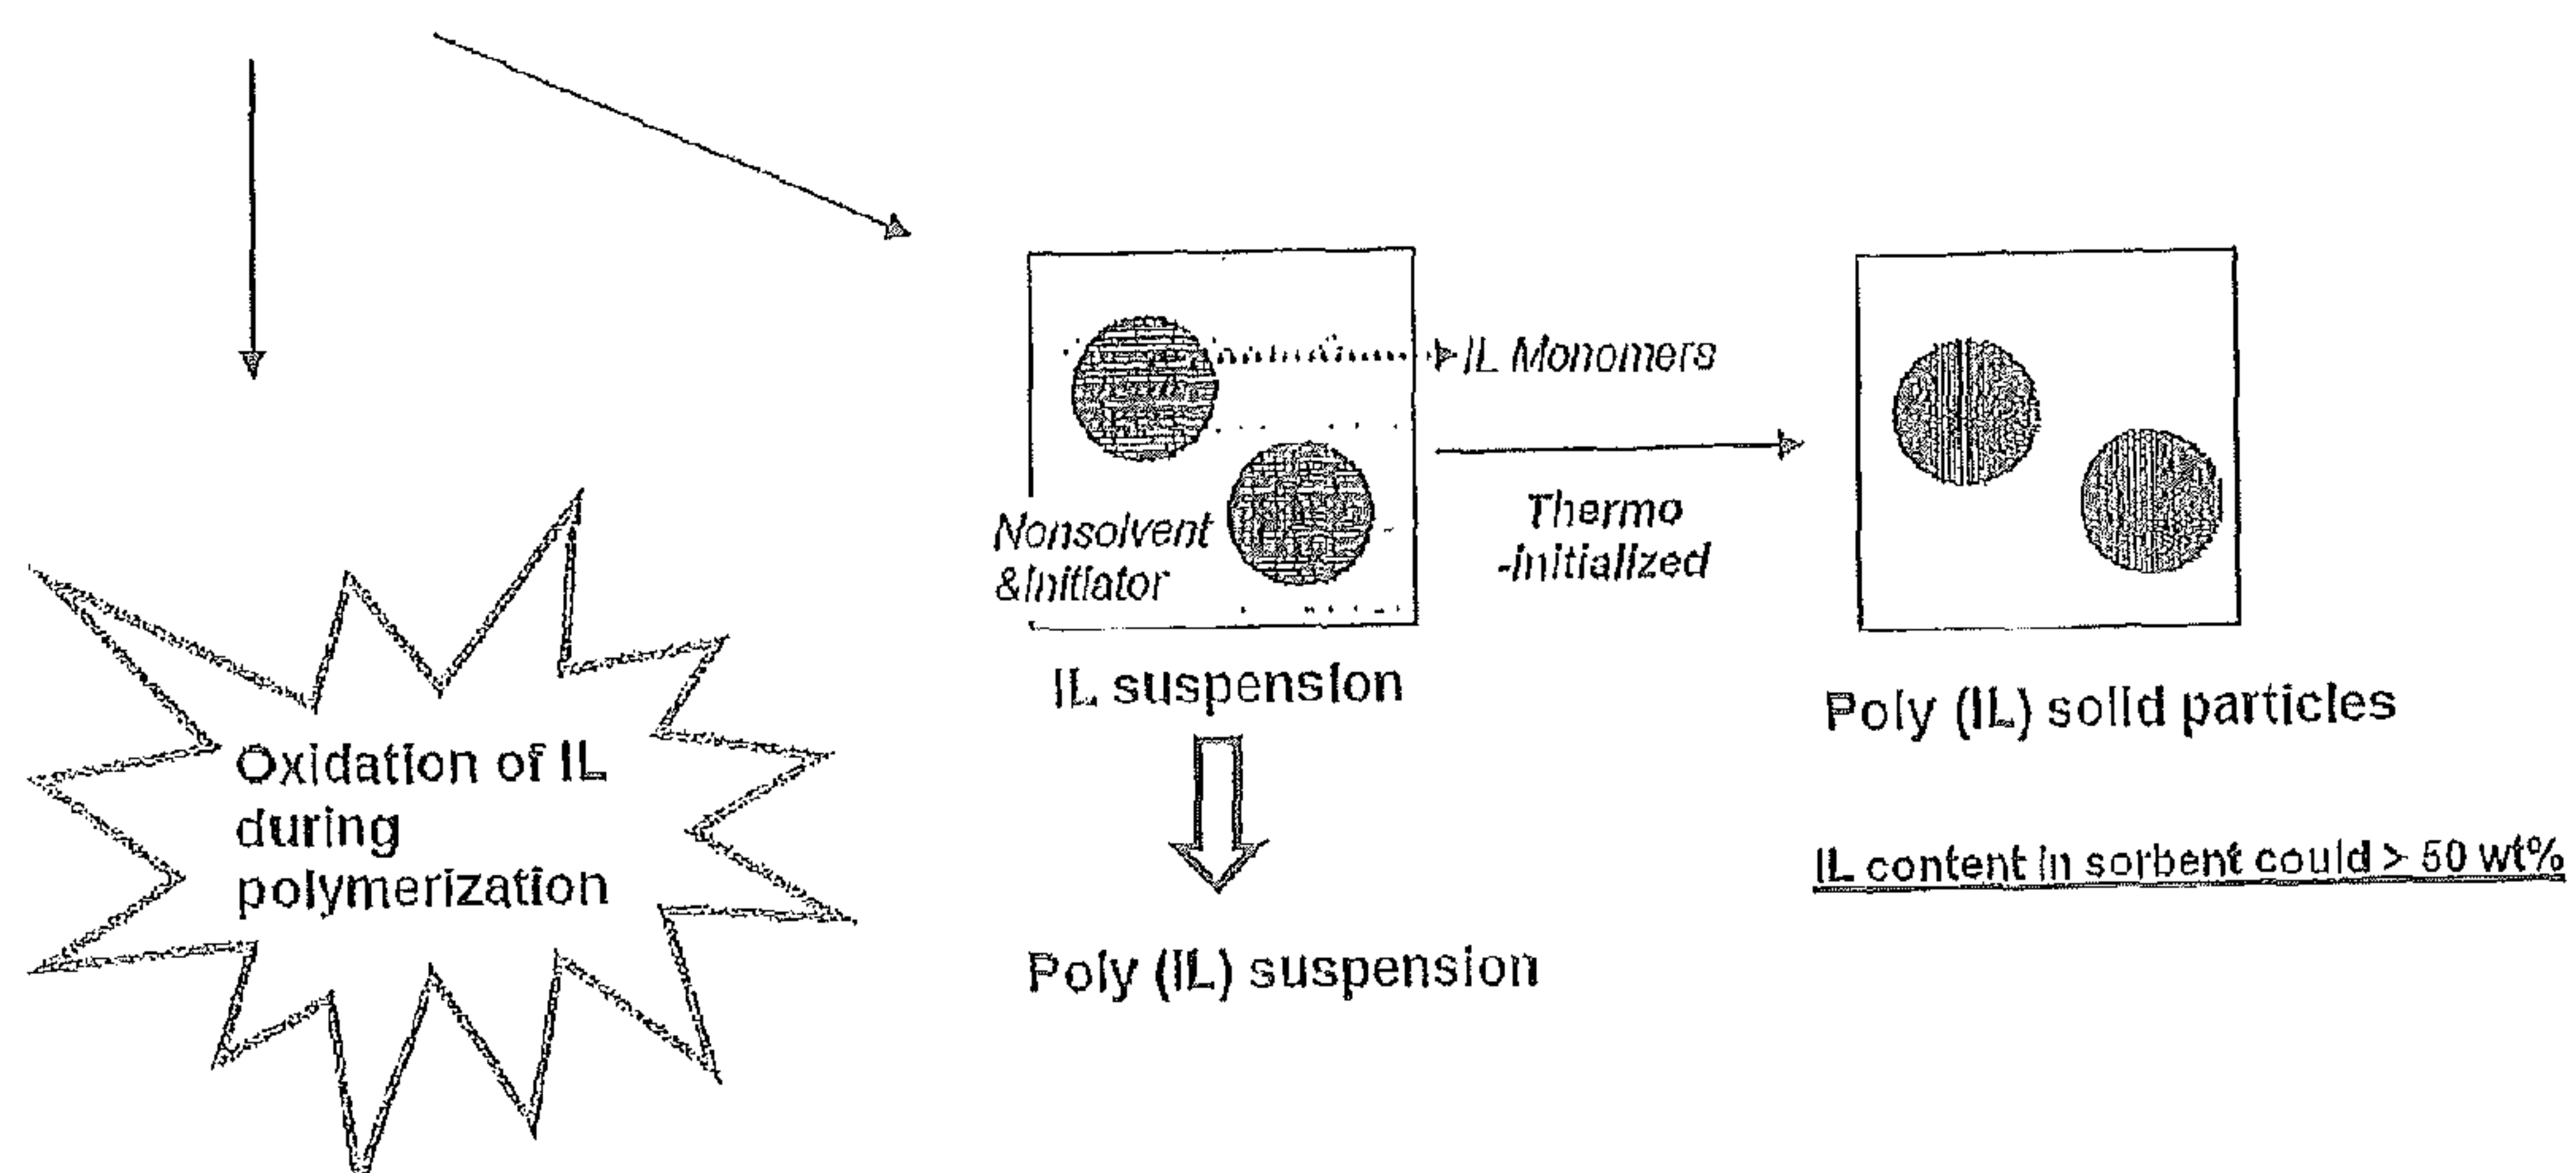 IL Monomers
Nonsolvent
&Initiator
Thermo
-initialized
IL suspension
Poly (IL) solid particles
Oxidation of IL
during
polymerization
IL content in sorbent could > 50 wt%
Poly (IL) suspension